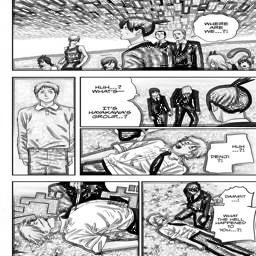 WHERE
ARE
WE...?!
HUH...?
WHAT'S—
IT'S
HAYAKAWA'S
GROUP...?
HUH...?!
DENJI
?!
DAMMIT
...!!
WHAT
THE HELL
HAPPENED
TO
YOU...?!